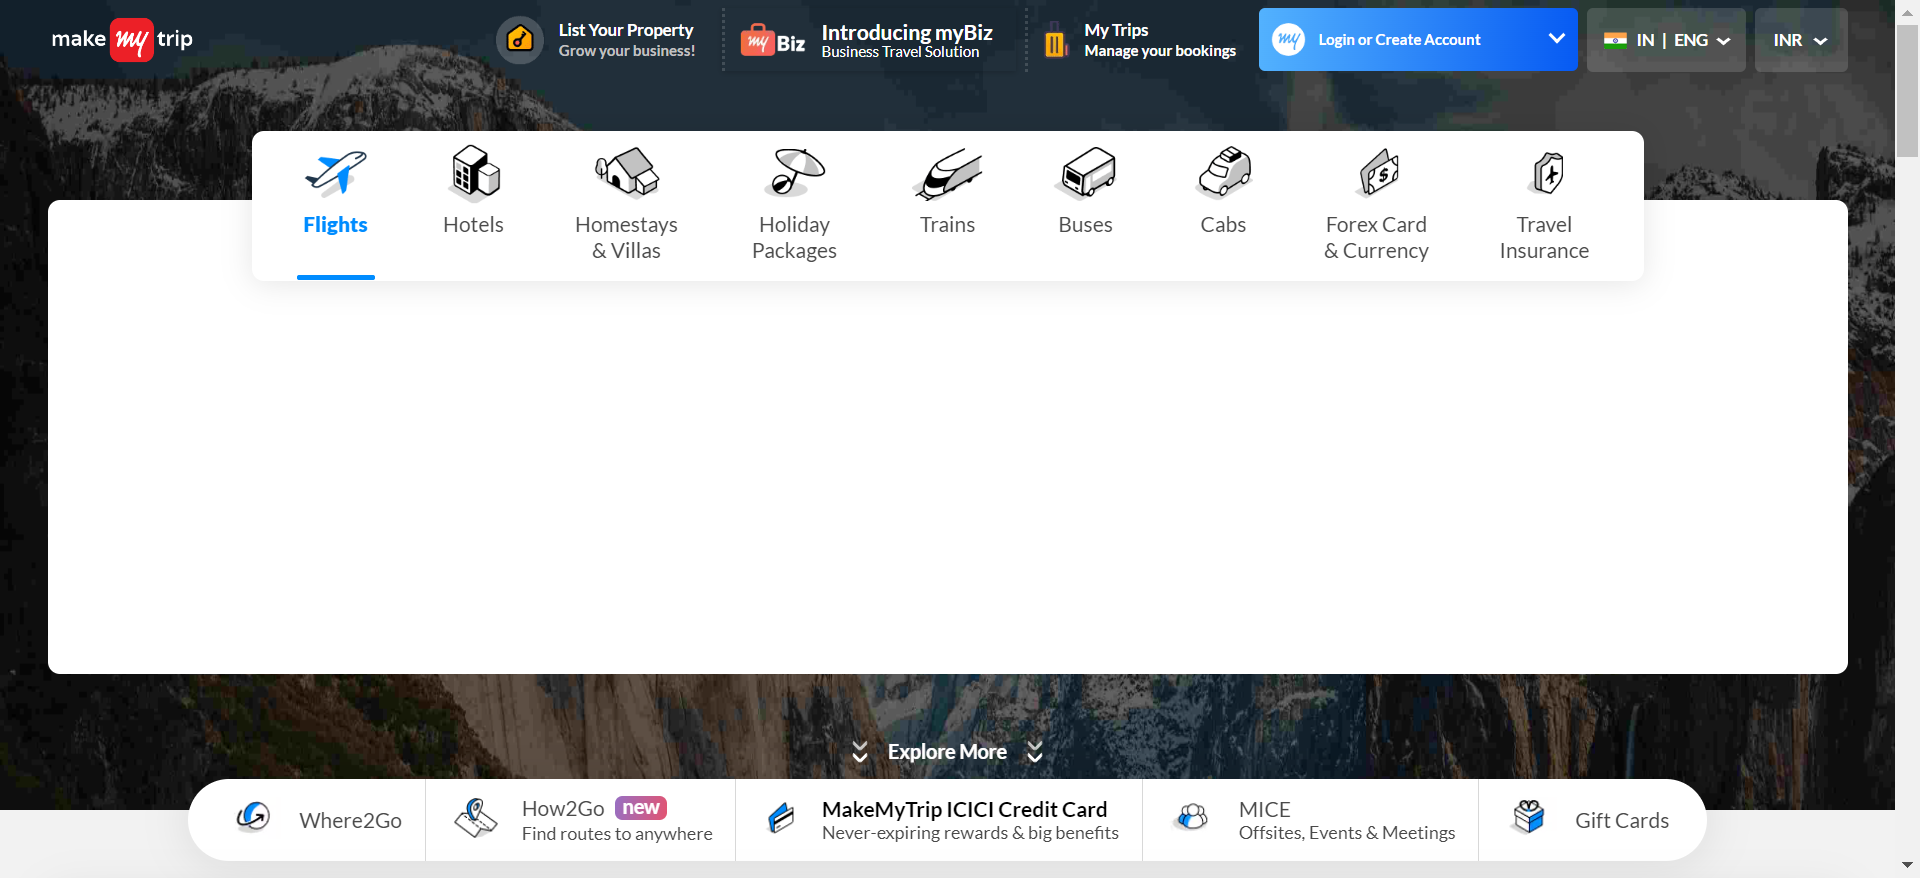 make my trip
List Your Property
Grow your business!
my Biz
Introducing myBiz
Business Travel Solution
My Trips
Manage your bookings
my
Login or Create Account
IN | ENG
INR
Flights
Hotels
Homestays
& Villas
Holiday
Packages
Trains
Buses
Cabs
Forex Card
& Currency
Travel
Insurance
Explore More
Where2Go
How2Go new
Find routes to anywhere
MakeMyTrip ICICI Credit Card
Never-expiring rewards & big benefits
MICE
Offsites, Events & Meetings
Gift Cards